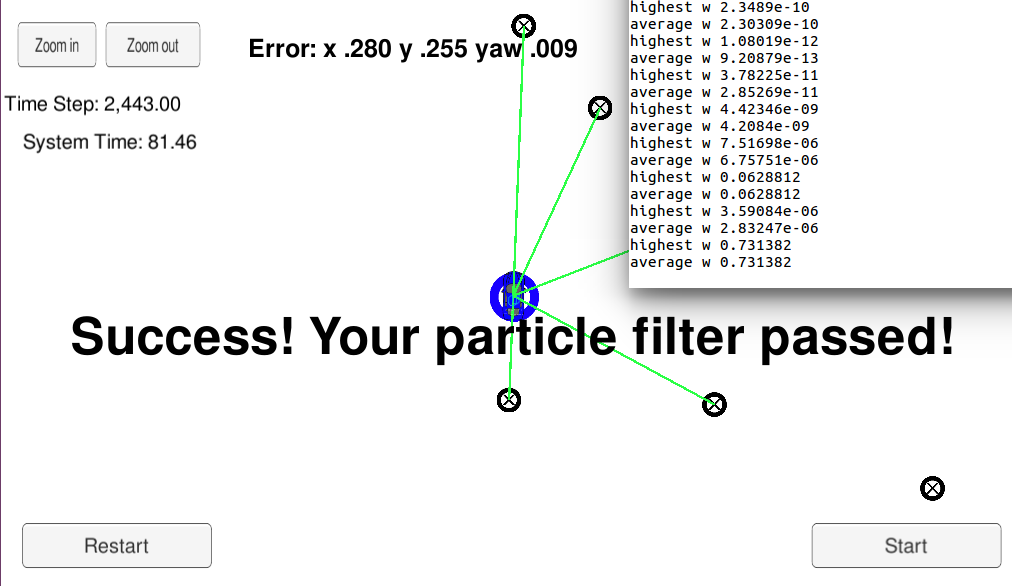 Zoom in
Zoom out
Error: x .280 y .255 yaw .009
Time Step: 2,443.00
System Time: 81.46
highest w 2.3489e-10
average w 2.30309e-10
highest w 1.08019e-12
average w 9.20879e-13
highest w 3.78225e-11
average w 2.85269e-11
highest w 4.42346e-09
average w 4.2084e-09
highest w 7.51698e-06
average w 6.75751e-06
highest w 0.0628812
average w 0.0628812
highest w 3.59084e-06
average w 2.83247e-06
highest w 0.731382
average w 0.731382
Success! Your particle filter passed!
Restart
Start